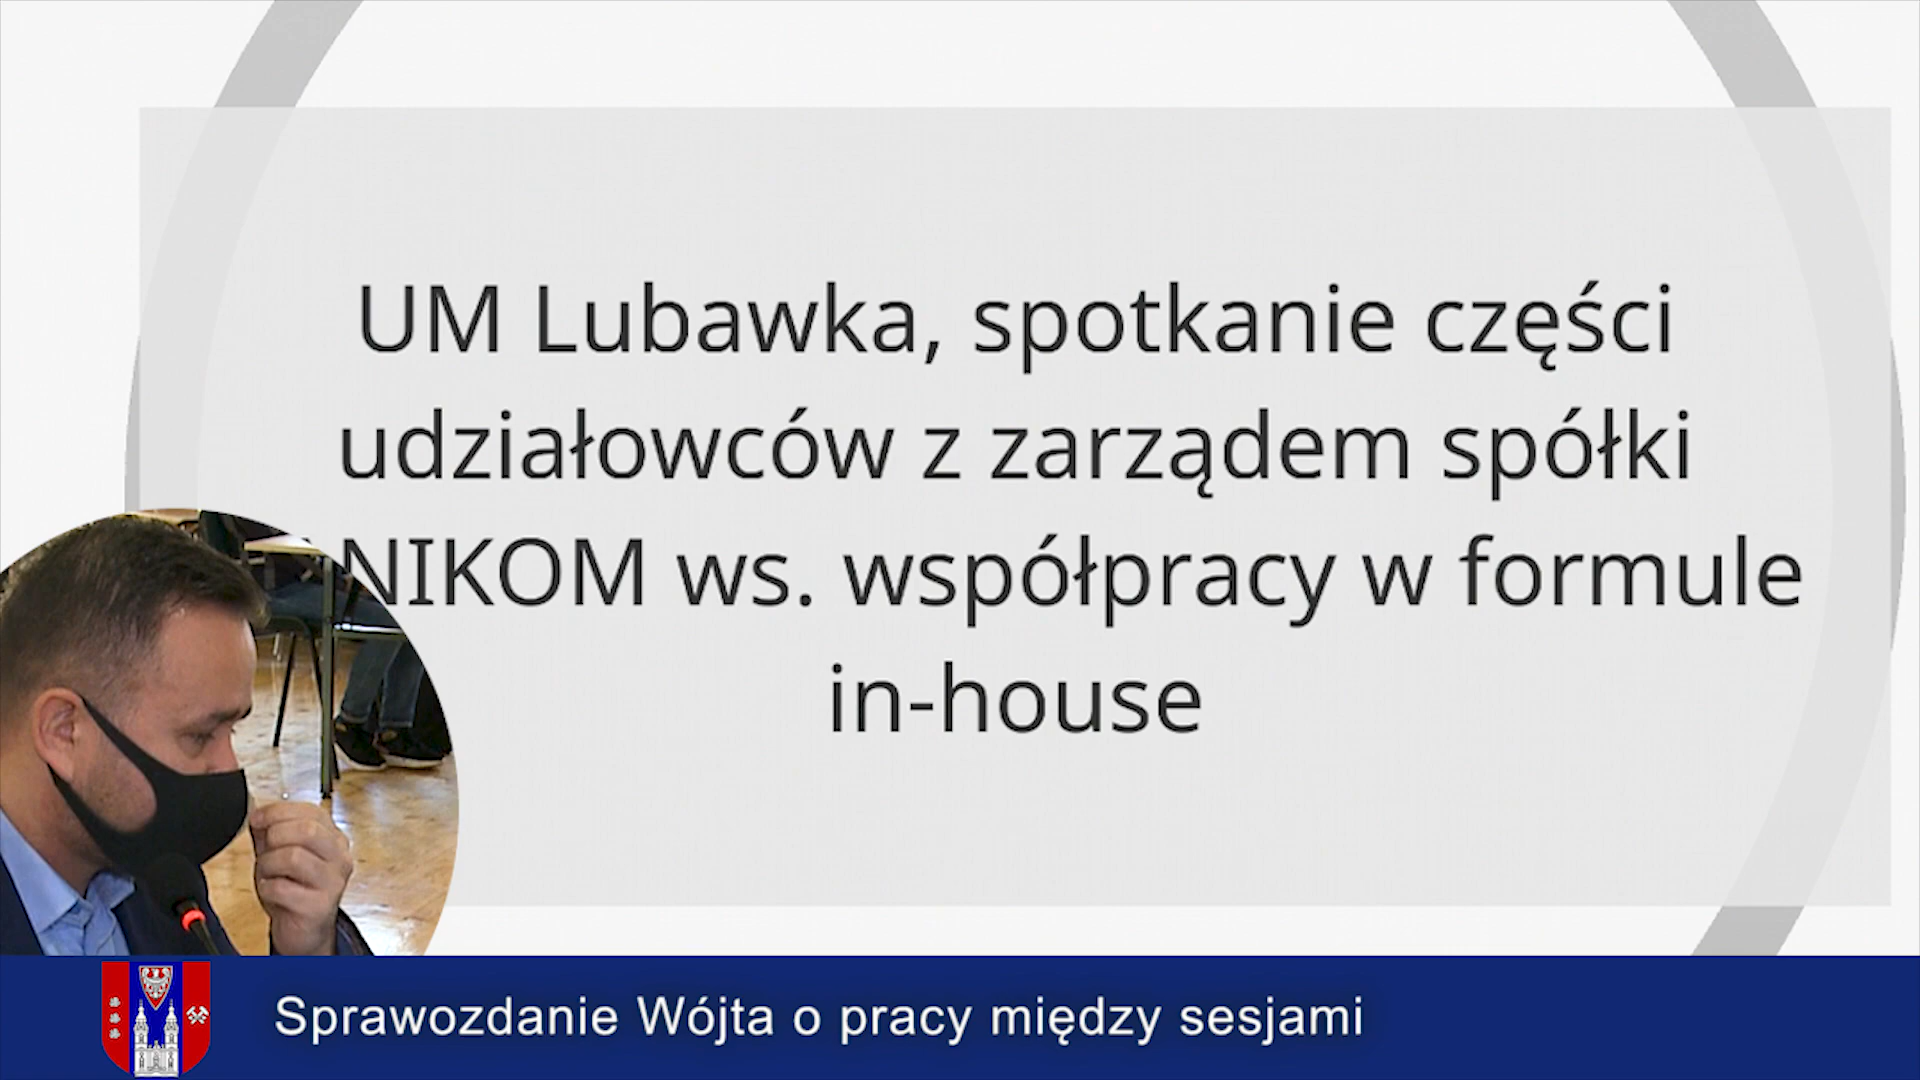 UM Lubawka, spotkanie części
udziałowców z zarządem spółki
NIKOM ws. współpracy w formule
in-house
Sprawozdanie Wójta o pracy między sesjami